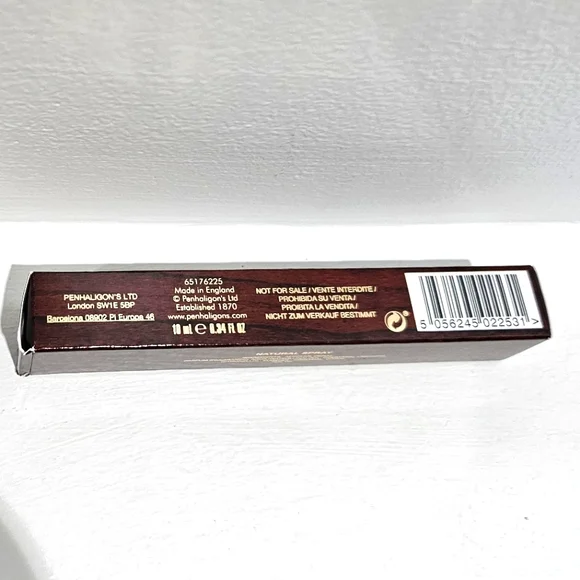 PENHALIGON'S LTD
London SW1E 5BP
Barcelona 08902 Pl Europa 46
65176225
Made in England
© Penhaligon's Ltd
Established 1870
www.penhaligons.com
10 mL ℮ 0.34 Fl OZ
NOT FOR SALE / VENTE INTERDITE /
PROHIBIDA SU VENTA /
PROIBITA LA VENDITA /
NICHT ZUM VERKAUF BESTIMMT
5 056245 022531 >
NATURAL SPRAY